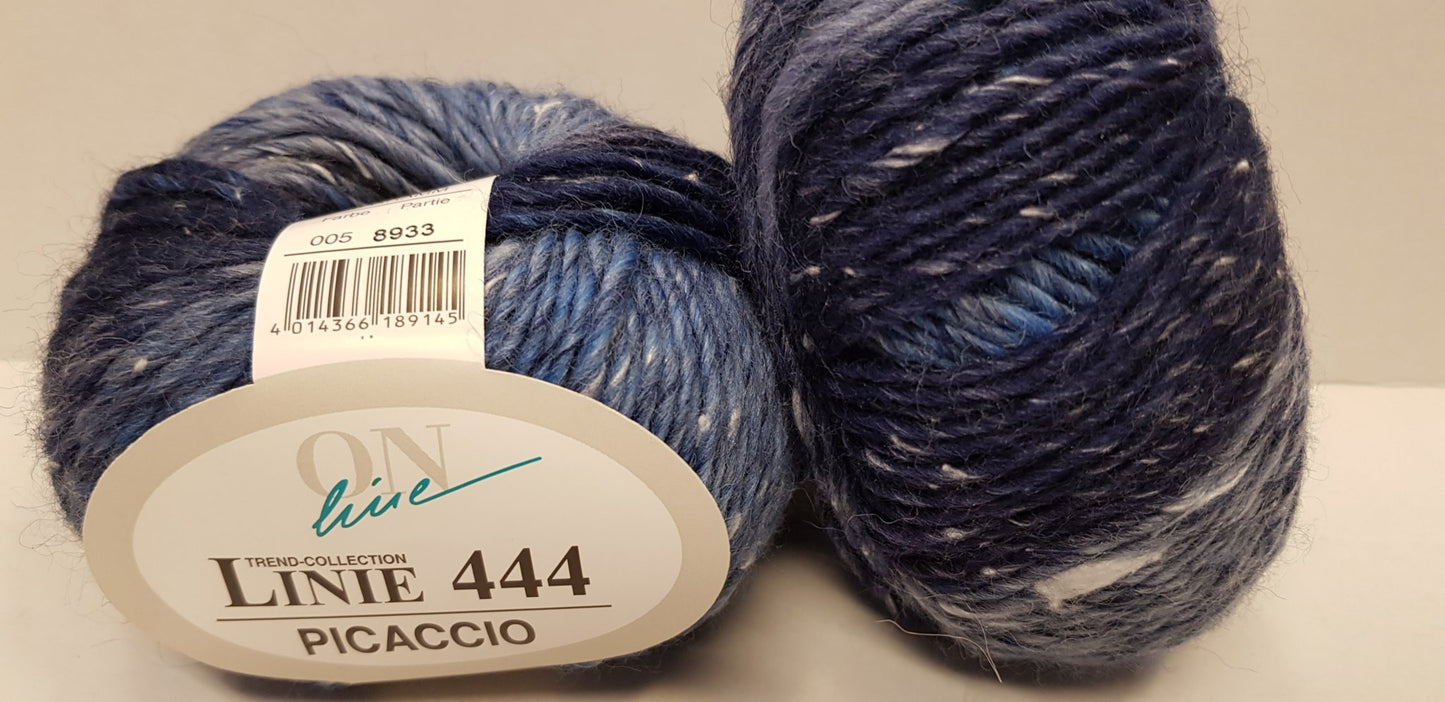 Farbe Partie
005 8933
4 014366 189145
ON
line
TREND-COLLECTION
LINIE 444
PICACCIO